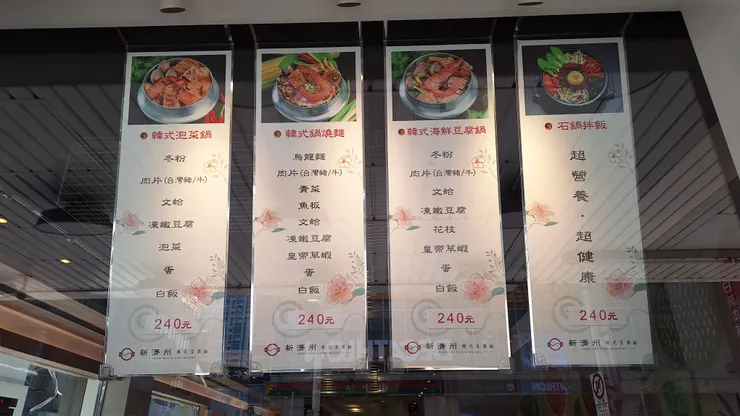 韓式泡菜鍋
冬粉
肉片(台灣豬/牛)
文蛤
凍嫩豆腐
泡菜
蛋
白飯
240元
新濟州
韓式鍋燒麵
烏龍麵
肉片(台灣豬/牛)
青菜
魚板
文蛤
凍嫩豆腐
皇帝草蝦
蛋
白飯
240元
新濟州
韓式海鮮豆腐鍋
冬粉
肉片(台灣豬/牛)
文蛤
凍嫩豆腐
花枝
皇帝草蝦
蛋
白飯
240元
新濟州
石鍋拌飯
超營養·超健康
240元
新濟州